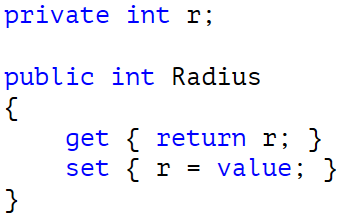 private int r;
public int Radius
{
    get { return r; }
    set { r = value; }
}